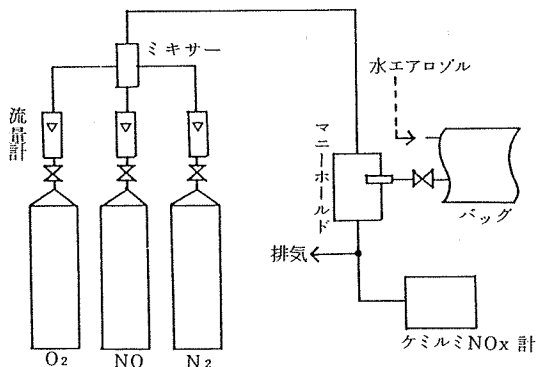 ミキサー
水エアロゾル
流量計
マニーホールド
バッグ
排気
ケミルミNOx 計
O₂
NO
N₂